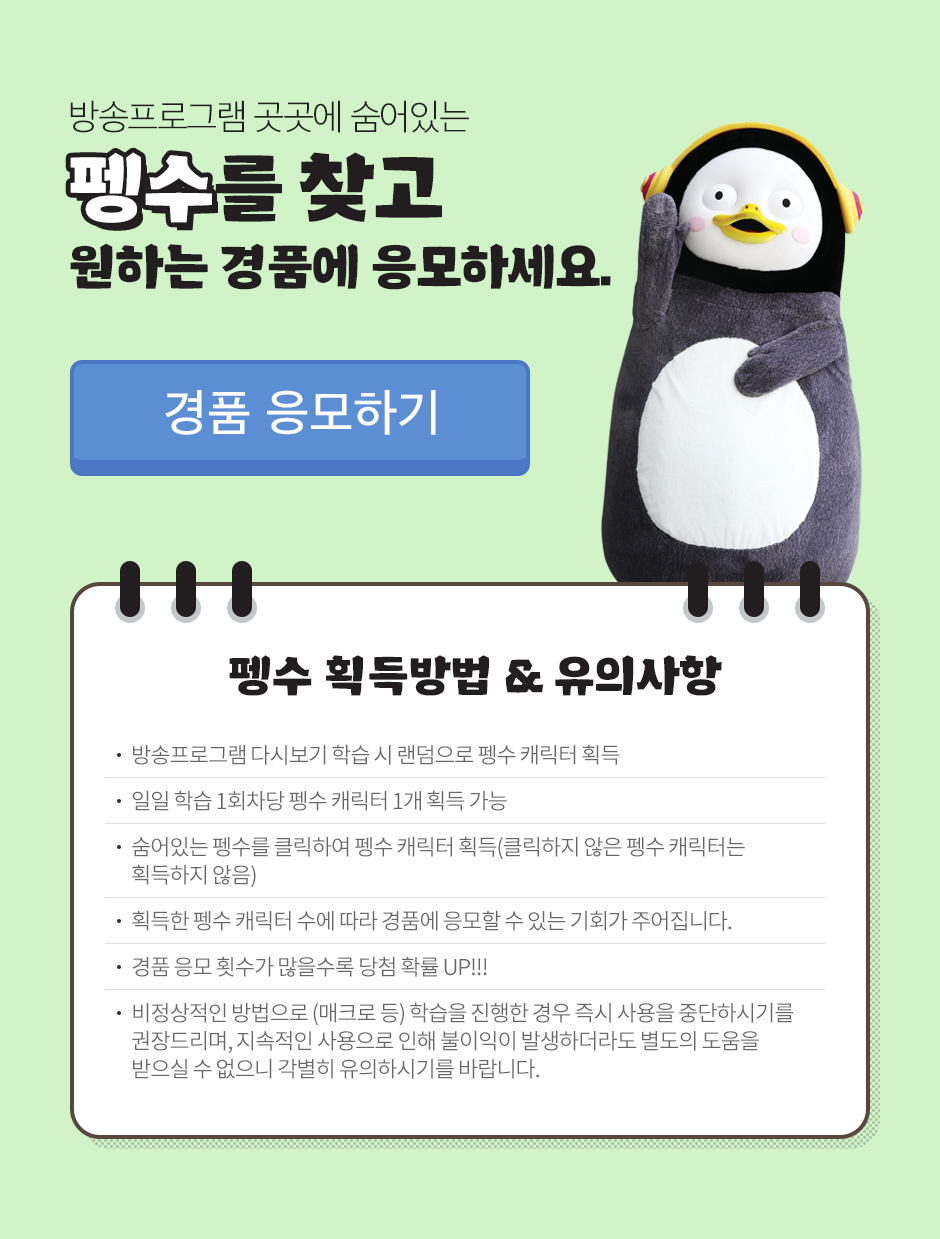 방송프로그램 곳곳에 숨어있는
펭수를 찾고
원하는 경품에 응모하세요.
경품 응모하기
펭수 획득방법 & 유의사항
• 방송프로그램 다시보기 학습 시 랜덤으로 펭수 캐릭터 획득
• 일일 학습 1회차당 펭수 캐릭터 1개 획득 가능
• 숨어있는 펭수를 클릭하여 펭수 캐릭터 획득(클릭하지 않은 펭수 캐릭터는
획득하지 않음)
• 획득한 펭수 캐릭터 수에 따라 경품에 응모할 수 있는 기회가 주어집니다.
• 경품 응모 횟수가 많을수록 당첨 확률 UP!!!
• 비정상적인 방법으로 (매크로 등) 학습을 진행한 경우 즉시 사용을 중단하시기를
권장드리며, 지속적인 사용으로 인해 불이익이 발생하더라도 별도의 도움을
받으실 수 없으니 각별히 유의하시기를 바랍니다.